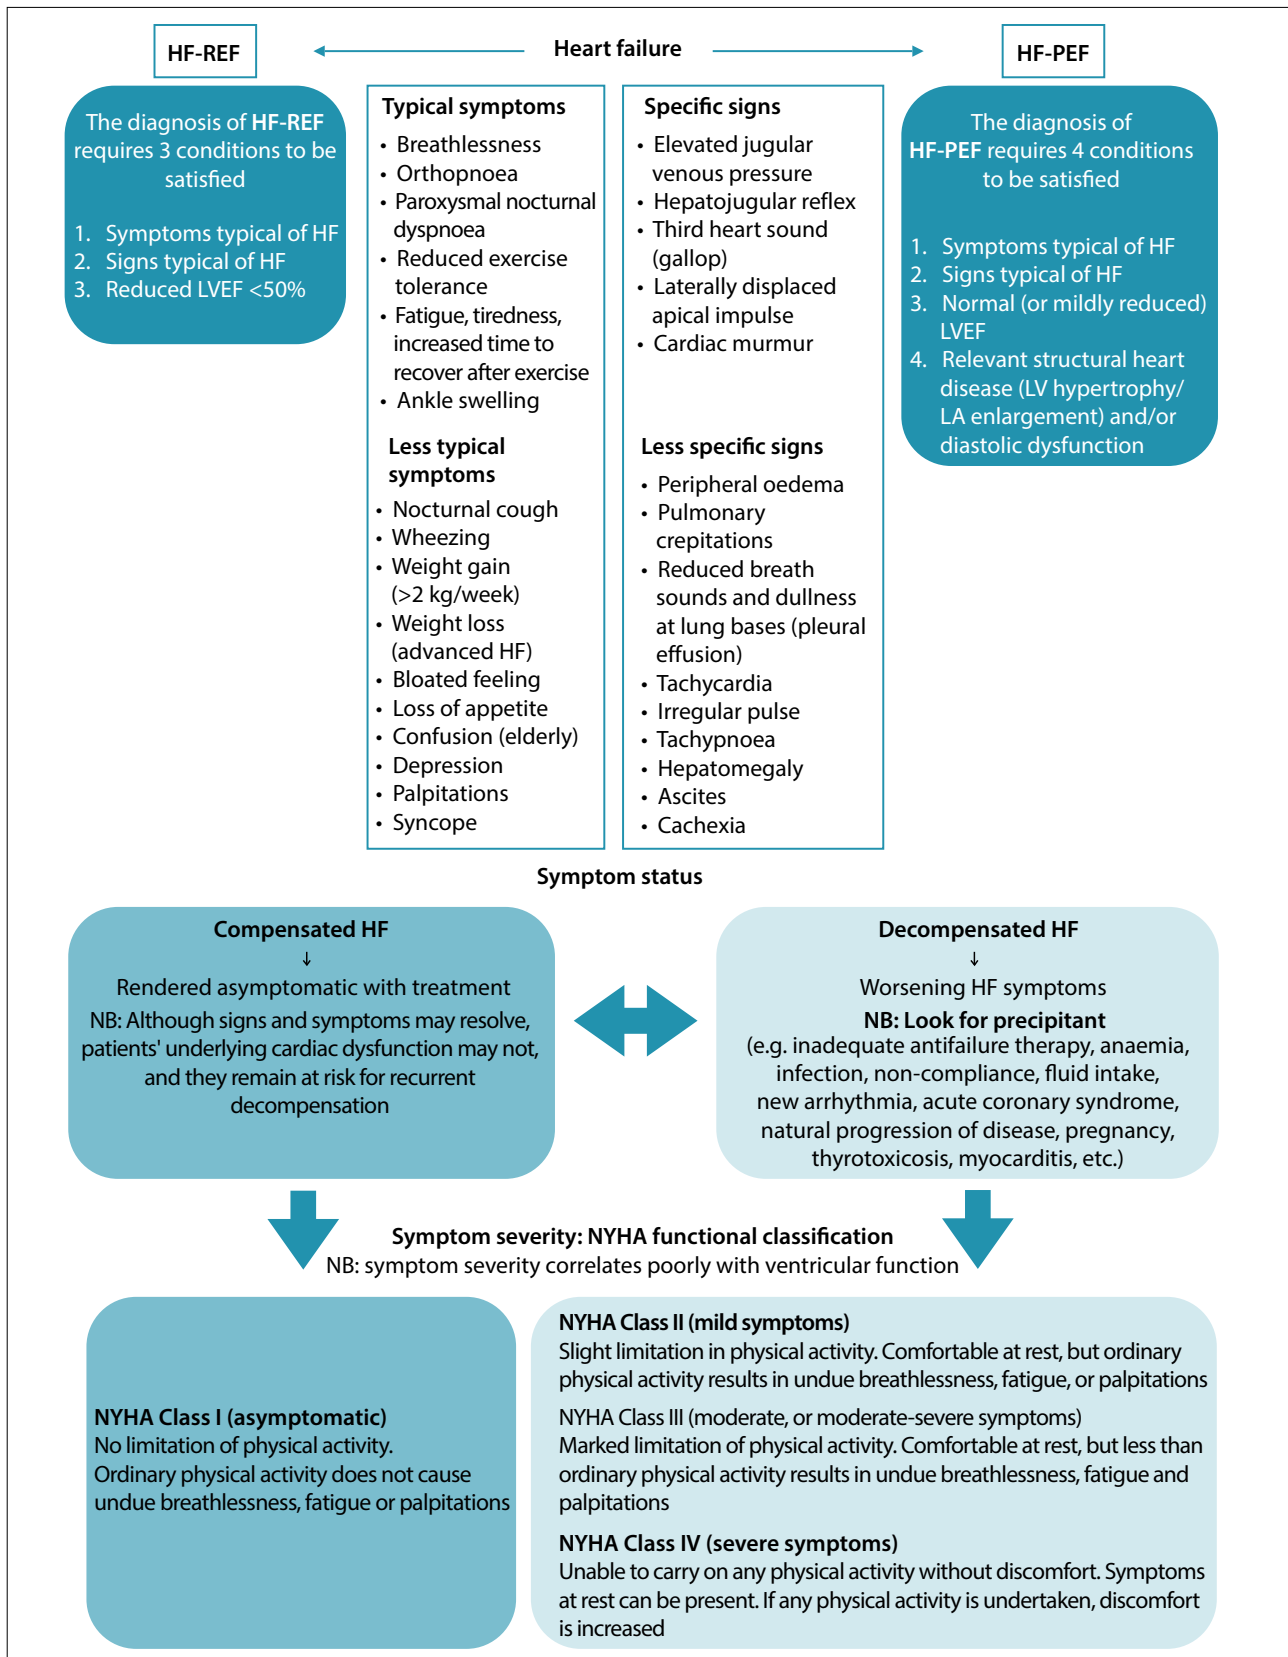 HF-REF
Heart failure
HF-PEF
The diagnosis of HF-REF
requires 3 conditions to be
satisfied
1. Symptoms typical of HF
2. Signs typical of HF
3. Reduced LVEF <50%
Typical symptoms
• Breathlessness
• Orthopnoea
• Paroxysmal nocturnal
dyspnoea
• Reduced exercise
tolerance
• Fatigue, tiredness,
increased time to
recover after exercise
• Ankle swelling
Less typical
symptoms
• Nocturnal cough
• Wheezing
• Weight gain
(>2 kg/week)
• Weight loss
(advanced HF)
• Bloated feeling
• Loss of appetite
• Confusion (elderly)
• Depression
• Palpitations
• Syncope
Specific signs
• Elevated jugular
venous pressure
• Hepatojugular reflex
• Third heart sound
(gallop)
• Laterally displaced
apical impulse
• Cardiac murmur
Less specific signs
• Peripheral oedema
• Pulmonary
crepitations
• Reduced breath
sounds and dullness
at lung bases (pleural
effusion)
• Tachycardia
• Irregular pulse
• Tachypnoea
• Hepatomegaly
• Ascites
• Cachexia
The diagnosis of
HF-PEF requires 4 conditions
to be satisfied
1. Symptoms typical of HF
2. Signs typical of HF
3. Normal (or mildly reduced)
LVEF
4. Relevant structural heart
disease (LV hypertrophy/
LA enlargement) and/or
diastolic dysfunction
Symptom status
Compensated HF
↓
Rendered asymptomatic with treatment
NB: Although signs and symptoms may resolve,
patients' underlying cardiac dysfunction may not,
and they remain at risk for recurrent
decompensation
Decompensated HF
↓
Worsening HF symptoms
NB: Look for precipitant
(e.g. inadequate antifailure therapy, anaemia,
infection, non-compliance, fluid intake,
new arrhythmia, acute coronary syndrome,
natural progression of disease, pregnancy,
thyrotoxicosis, myocarditis, etc.)
Symptom severity: NYHA functional classification
NB: symptom severity correlates poorly with ventricular function
NYHA Class I (asymptomatic)
No limitation of physical activity.
Ordinary physical activity does not cause
undue breathlessness, fatigue or palpitations
NYHA Class II (mild symptoms)
Slight limitation in physical activity. Comfortable at rest, but ordinary
physical activity results in undue breathlessness, fatigue, or palpitations
NYHA Class III (moderate, or moderate-severe symptoms)
Marked limitation of physical activity. Comfortable at rest, but less than
ordinary physical activity results in undue breathlessness, fatigue and
palpitations
NYHA Class IV (severe symptoms)
Unable to carry on any physical activity without discomfort. Symptoms
at rest can be present. If any physical activity is undertaken, discomfort
is increased